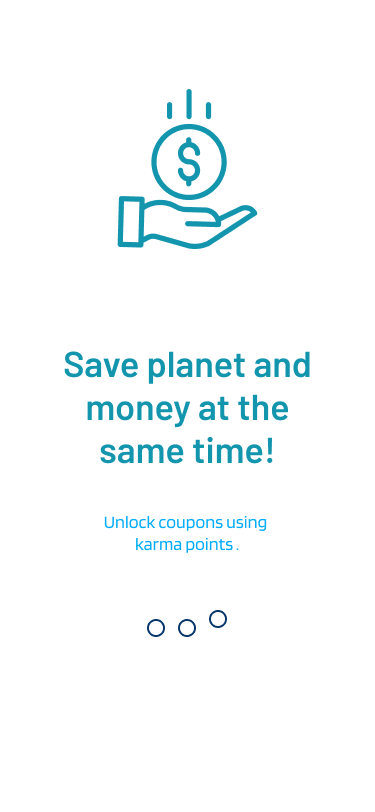 $
Save planet and
money at the
same time!
Unlock coupons using
karma points .